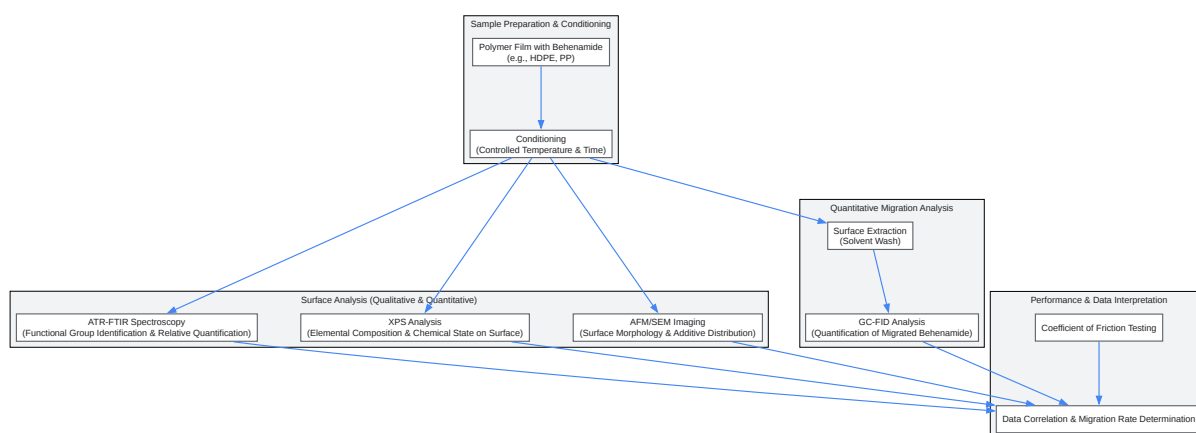 Sample Preparation & Conditioning
Polymer Film with Behenamide
(e.g., HDPE, PP)
Conditioning
(Controlled Temperature & Time)
Quantitative Migration Analysis
Surface Extraction
(Solvent Wash)
Surface Analysis (Qualitative & Quantitative)
ATR-FTIR Spectroscopy
(Functional Group Identification & Relative Quantification)
XPS Analysis
(Elemental Composition & Chemical State on Surface)
AFM/SEM Imaging
(Surface Morphology & Additive Distribution)
GC-FID Analysis
(Quantification of Migrated Behenamide)
Performance & Data Interpretation
Coefficient of Friction Testing
Data Correlation & Migration Rate Determination